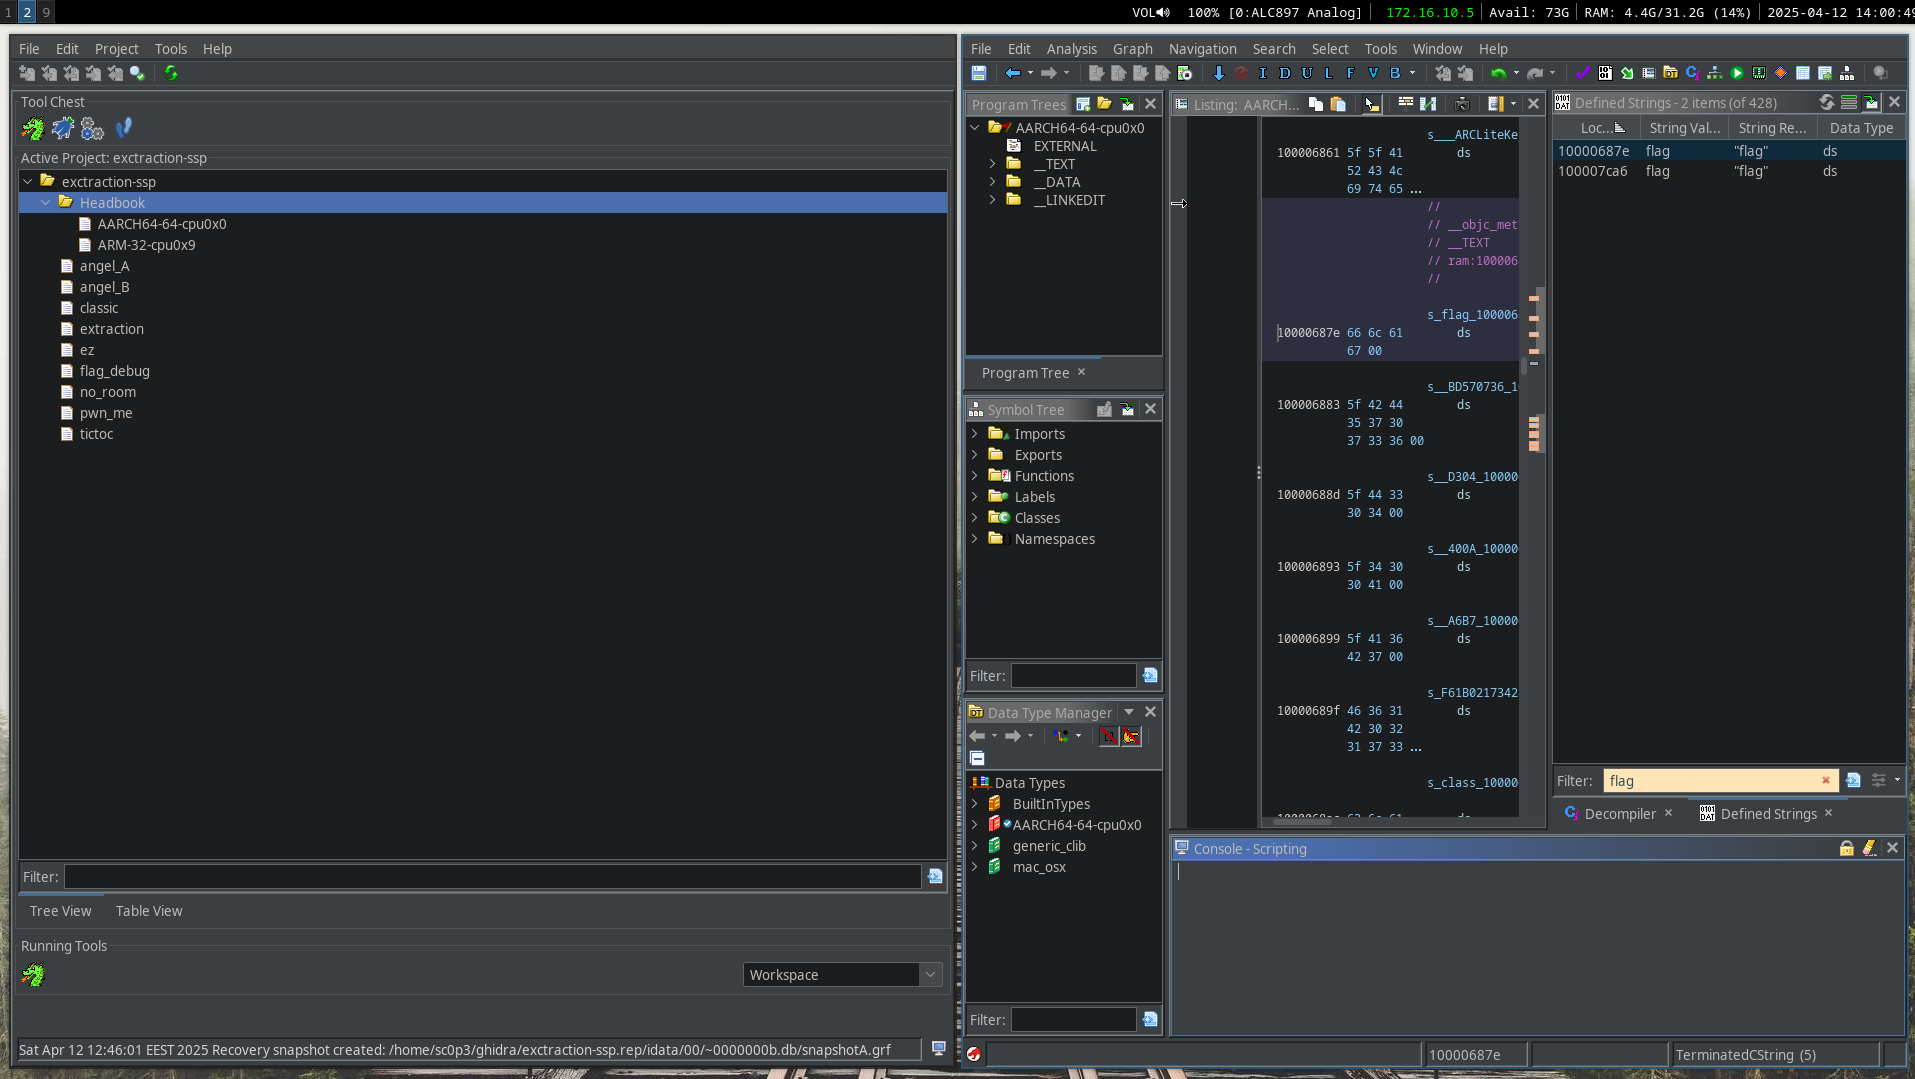 1 2 9
VOL 100% [0:ALC897 Analog] 172.16.10.5 Avail: 73G RAM: 4.4G/31.2G (14%) 2025-04-12 14:00:49
File Edit Project Tools Help
Tool Chest
Active Project: exctraction-ssp
exctraction-ssp
Headbook
AARCH64-64-cpu0x0
ARM-32-cpu0x9
angel_A
angel_B
classic
extraction
ez
flag_debug
no_room
pwn_me
tictoc
Filter:
Tree View Table View
Running Tools
Workspace
Sat Apr 12 12:46:01 EEST 2025 Recovery snapshot created: /home/sc0p3/ghidra/exctraction-ssp.rep/idata/00/~0000000b.db/snapshotA.grf
File Edit Analysis Graph Navigation Search Select Tools Window Help
I D U L F V B
Program Trees
AARCH64-64-cpu0x0
EXTERNAL
__TEXT
__DATA
__LINKEDIT
Program Tree
Symbol Tree
Imports
Exports
Functions
Labels
Classes
Namespaces
Filter:
Data Type Manager
Data Types
BuiltInTypes
AARCH64-64-cpu0x0
generic_clib
mac_osx
Filter:
Listing: AARCH...
s___ARCLiteKe
100006861 5f 5f 41 ds
52 43 4c
69 74 65 ...
//
// __objc_met
// __TEXT
// ram:100006
//
s_flag_100006
10000687e 66 6c 61 ds
67 00
s__BD570736_1
100006883 5f 42 44 ds
35 37 30
37 33 36 00
s__D304_10000
10000688d 5f 44 33 ds
30 34 00
s__400A_10000
100006893 5f 34 30 ds
30 41 00
s__A6B7_10000
100006899 5f 41 36 ds
42 37 00
s_F61B0217342
10000689f 46 36 31 ds
42 30 32
31 37 33 ...
s_class_10000
Defined Strings - 2 items (of 428)
Loc... String Val... String Re... Data Type
10000687e flag "flag" ds
100007ca6 flag "flag" ds
Filter: flag
Decompiler Defined Strings
Console - Scripting
10000687e TerminatedCString (5)